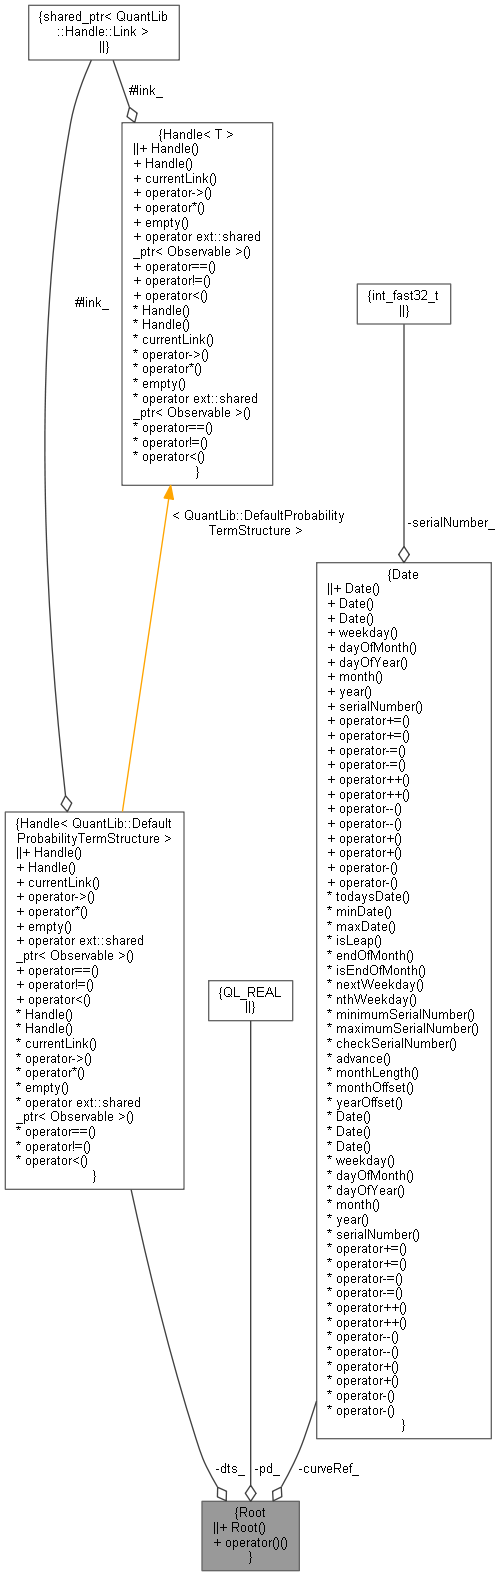 {shared_ptr< QuantLib
::Handle::Link >
||}
#link_
{Handle< T >
||+ Handle()
+ Handle()
+ currentLink()
+ operator->()
+ operator*()
+ empty()
+ operator ext::shared
_ptr< Observable >()
+ operator==()
+ operator!=()
+ operator<()
* Handle()
* Handle()
* currentLink()
* operator->()
* operator*()
* empty()
* operator ext::shared
_ptr< Observable >()
* operator==()
* operator!=()
* operator<()
}
#link_
{int_fast32_t
||}
< QuantLib::DefaultProbability
TermStructure >
-serialNumber_
{Date
||+ Date()
+ Date()
+ Date()
+ weekday()
+ dayOfMonth()
+ dayOfYear()
+ month()
+ year()
+ serialNumber()
+ operator+=()
+ operator+=()
+ operator-=()
+ operator-=()
+ operator++()
+ operator++()
+ operator--()
+ operator--()
+ operator+()
+ operator+()
+ operator-()
+ operator-()
* todaysDate()
* minDate()
* maxDate()
* isLeap()
* endOfMonth()
* isEndOfMonth()
* nextWeekday()
* nthWeekday()
* minimumSerialNumber()
* maximumSerialNumber()
* checkSerialNumber()
* advance()
* monthLength()
* monthOffset()
* yearOffset()
* Date()
* Date()
* Date()
* weekday()
* dayOfMonth()
* dayOfYear()
* month()
* year()
* serialNumber()
* operator+=()
* operator+=()
* operator-=()
* operator-=()
* operator++()
* operator++()
* operator--()
* operator--()
* operator+()
* operator+()
* operator-()
* operator-()
}
{Handle< QuantLib::Default
ProbabilityTermStructure >
||+ Handle()
+ Handle()
+ currentLink()
+ operator->()
+ operator*()
+ empty()
+ operator ext::shared
_ptr< Observable >()
+ operator==()
+ operator!=()
+ operator<()
* Handle()
* Handle()
* currentLink()
* operator->()
* operator*()
* empty()
* operator ext::shared
_ptr< Observable >()
* operator==()
* operator!=()
* operator<()
}
{QL_REAL
||}
-dts_
-pd_
-curveRef_
{Root
||+ Root()
+ operator()()
}